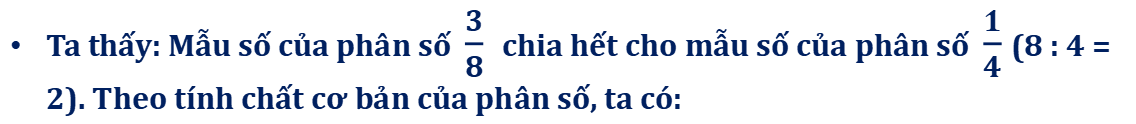 • Ta thấy: Mẫu số của phân số 3/8 chia hết cho mẫu số của phân số 1/4 (8 : 4 =
2). Theo tính chất cơ bản của phân số, ta có: